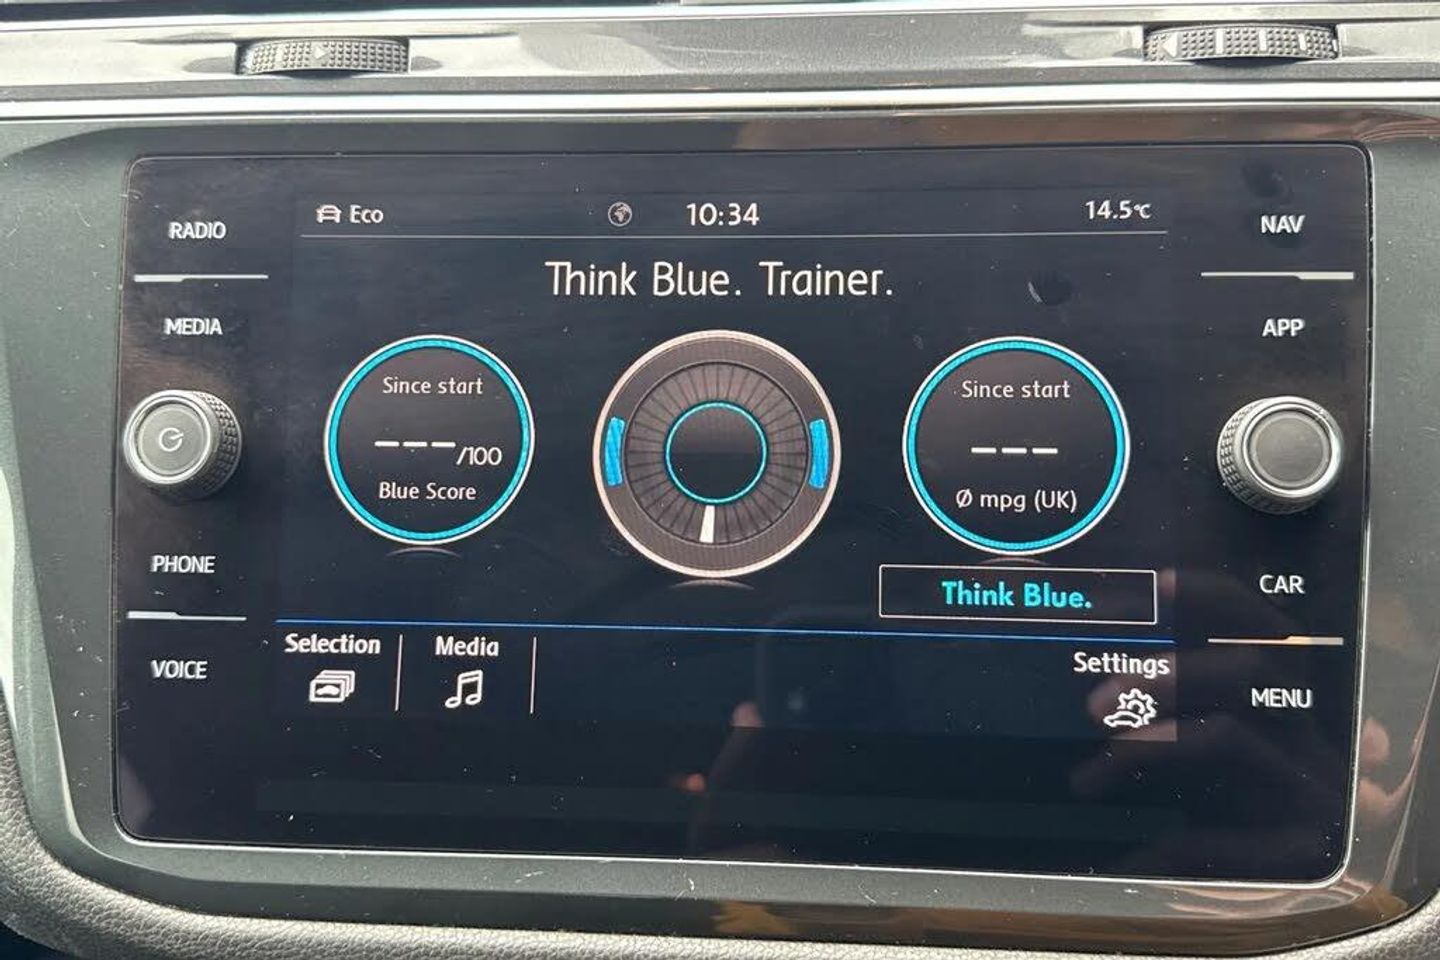 RADIO
MEDIA
PHONE
VOICE
Eco
10:34
14.5°C
Think Blue. Trainer.
Since start
---/100
Blue Score
Since start
---
Ø mpg (UK)
Think Blue.
Selection
Media
Settings
NAV
APP
CAR
MENU